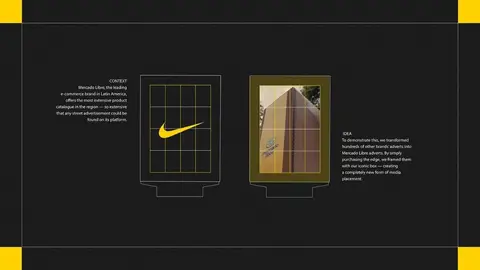 CONTEXT
Mercado Libre, the leading
e-commerce brand in Latin America,
offers the most extensive product
catalogue in the region — so extensive
that any street advertisement could be
found on its platform.
IDEA
To demonstrate this, we transformed
hundreds of other brands' adverts into
Mercado Libre adverts. By simply
purchasing the edge, we framed them
with our iconic box — creating
a completely new form of media
placement.